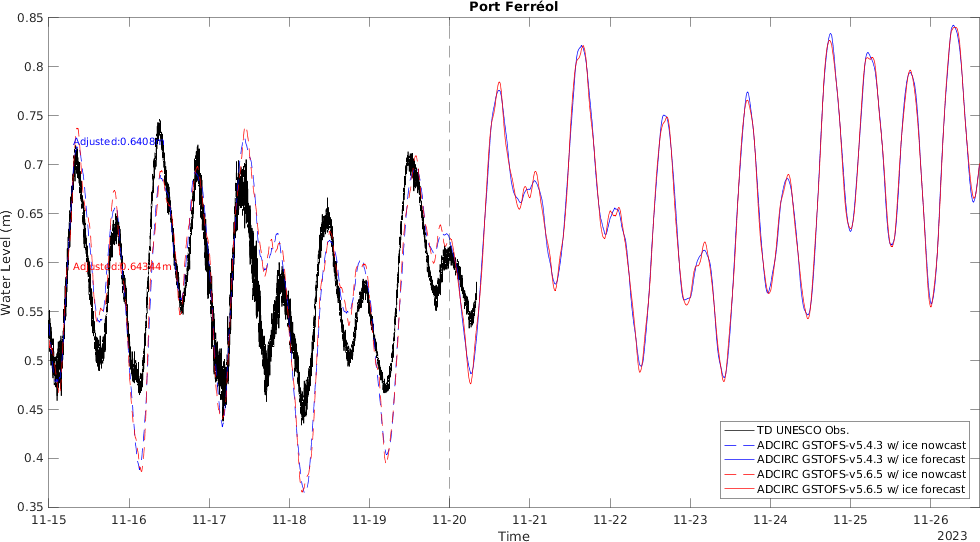 Port Ferréol
0.85
0.8
0.75
0.7
0.65
0.6
0.55
0.5
0.45
0.4
0.35
Water Level (m)
Adjusted:0.6408
Adjusted:0.64344m
TD UNESCO Obs.
ADCIRC GSTOFS-v5.4.3 w/ ice nowcast
ADCIRC GSTOFS-v5.4.3 w/ ice forecast
ADCIRC GSTOFS-v5.6.5 w/ ice nowcast
ADCIRC GSTOFS-v5.6.5 w/ ice forecast
11-15 11-16 11-17 11-18 11-19 11-20 11-21 11-22 11-23 11-24 11-25 11-26
Time
2023